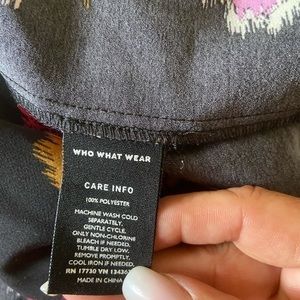 WHO WHAT WEAR
CARE INFO
100% POLYESTER
MACHINE WASH COLD
SEPARATELY,
GENTLE CYCLE,
ONLY NON-CHLORINE
BLEACH IF NEEDED,
TUMBLE DRY LOW,
REMOVE PROMPTLY,
COOL IRON IF NEEDED.
RN 17730 VN
MADE IN CHINA